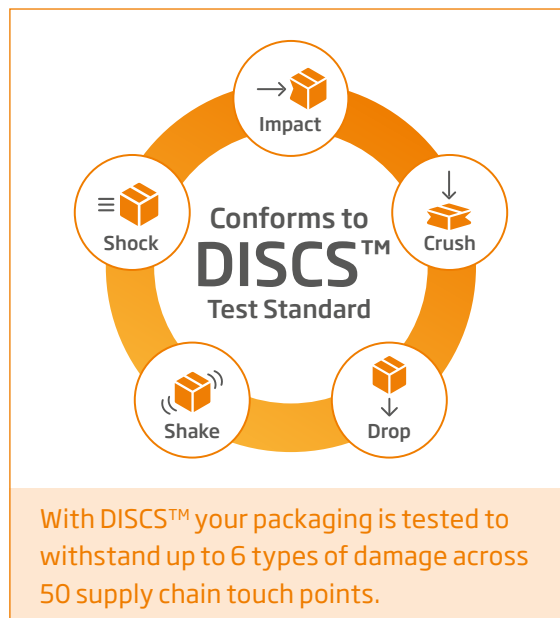 Impact
Shock
Crush
Conforms to
DISCS™
Test Standard
Shake
Drop
With DISCS™ your packaging is tested to
withstand up to 6 types of damage across
50 supply chain touch points.